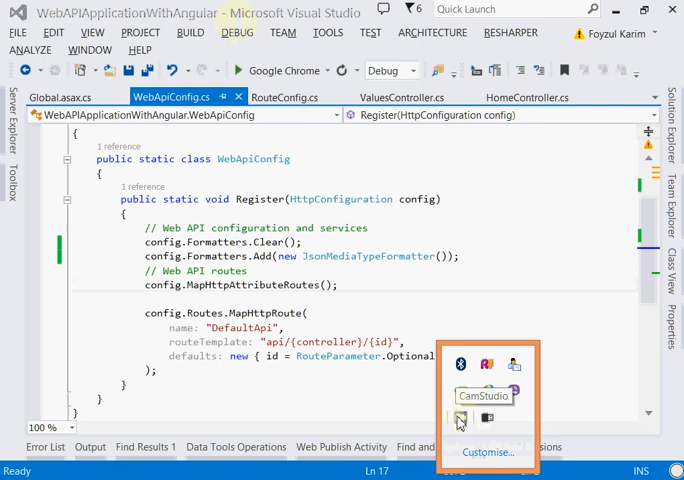 WebAPIApplicationWithAngular - Microsoft Visual Studio
6
Quick Launch
FILE EDIT VIEW PROJECT BUILD DEBUG TEAM TOOLS TEST ARCHITECTURE RESHARPER
Foyzul Karim
ANALYZE WINDOW HELP
Google Chrome
Debug
Global.asax.cs
WebApiConfig.cs
RouteConfig.cs
ValuesController.cs
HomeController.cs
WEBAPIApplicationWithAngular.WebApiConfig
Register(HttpConfiguration config)
Server Explorer
Toolbox
Solution Explorer
Team Explorer
Class View
Properties
{
1 reference
public static class WebApiConfig
{
1 reference
public static void Register(HttpConfiguration config)
{
// Web API configuration and services
config.Formatters.Clear();
config.Formatters.Add(new JsonMediaTypeFormatter());
// Web API routes
config.MapHttpAttributeRoutes();
config.Routes.MapHttpRoute(
name: "DefaultApi",
routeTemplate: "api/{controller}/{id}",
defaults: new { id = RouteParameter.Optional
);
}
}
}
CamStudio
Customise...
100 %
Error List
Output
Find Results 1
Data Tools Operations
Web Publish Activity
Find and
Ready
Ln 17
INS